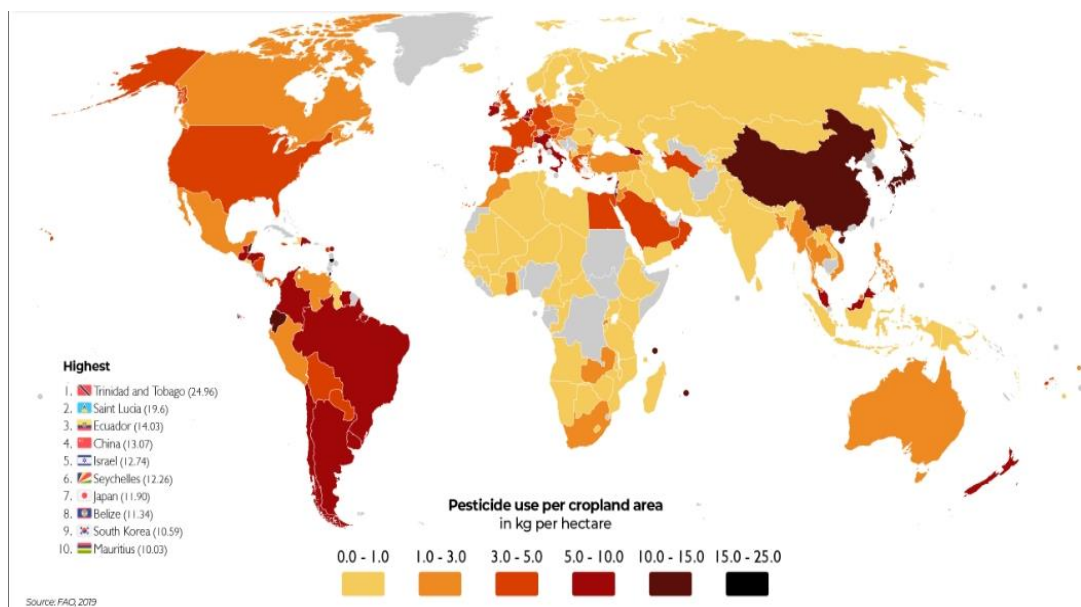 Highest
1. Trinidad and Tobago (24.96)
2. Saint Lucia (19.6)
3. Ecuador (14.03)
4. China (13.07)
5. Israel (12.74)
6. Seychelles (12.26)
7. Japan (11.90)
8. Belize (11.34)
9. South Korea (10.59)
10. Mauritius (10.03)
Pesticide use per cropland area
in kg per hectare
0.0 - 1.0 1.0 - 3.0 3.0 - 5.0 5.0 - 10.0 10.0 - 15.0 15.0 - 25.0
Source: FAO, 2019